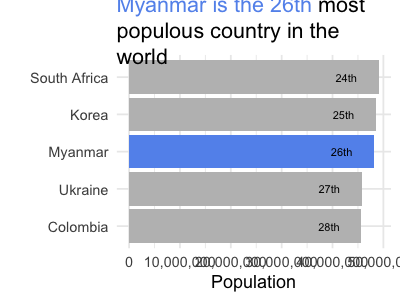 Myanmar is the 26th most
populous country in the
world
South Africa 24th
Korea 25th
Myanmar 26th
Ukraine 27th
Colombia 28th
0 10,000,000
Population